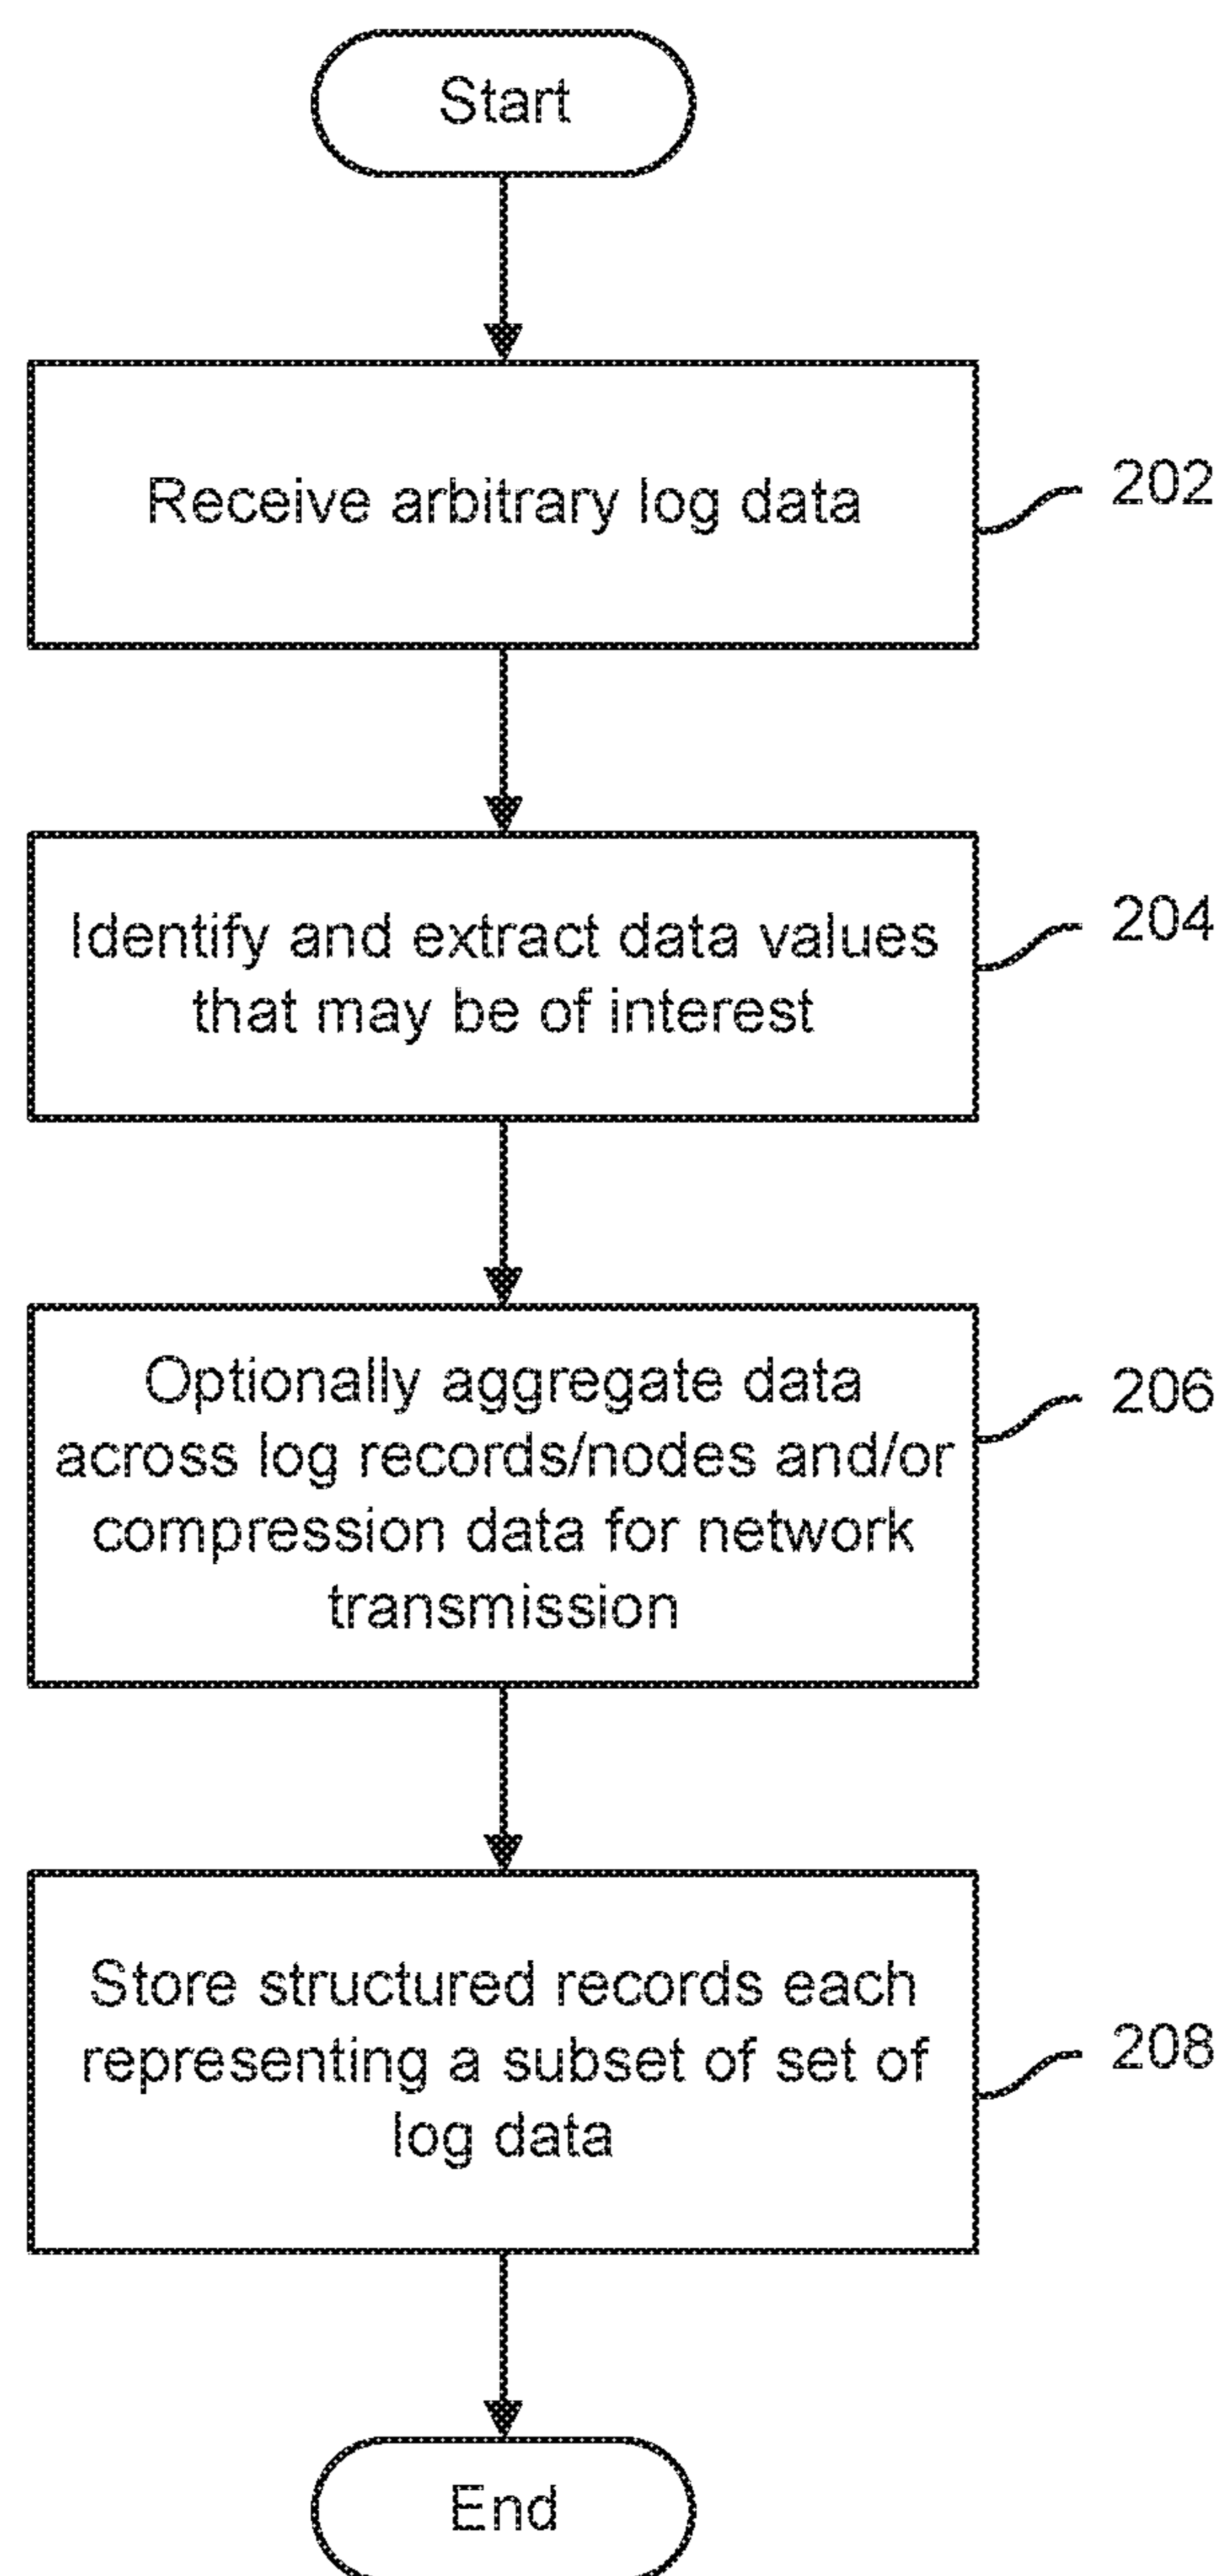 Start
Receive arbitrary log data
202
Identify and extract data values
that may be of interest
204
Optionally aggregate data
across log records/nodes and/or
compression data for network
transmission
206
Store structured records each
representing a subset of set of
log data
208
End